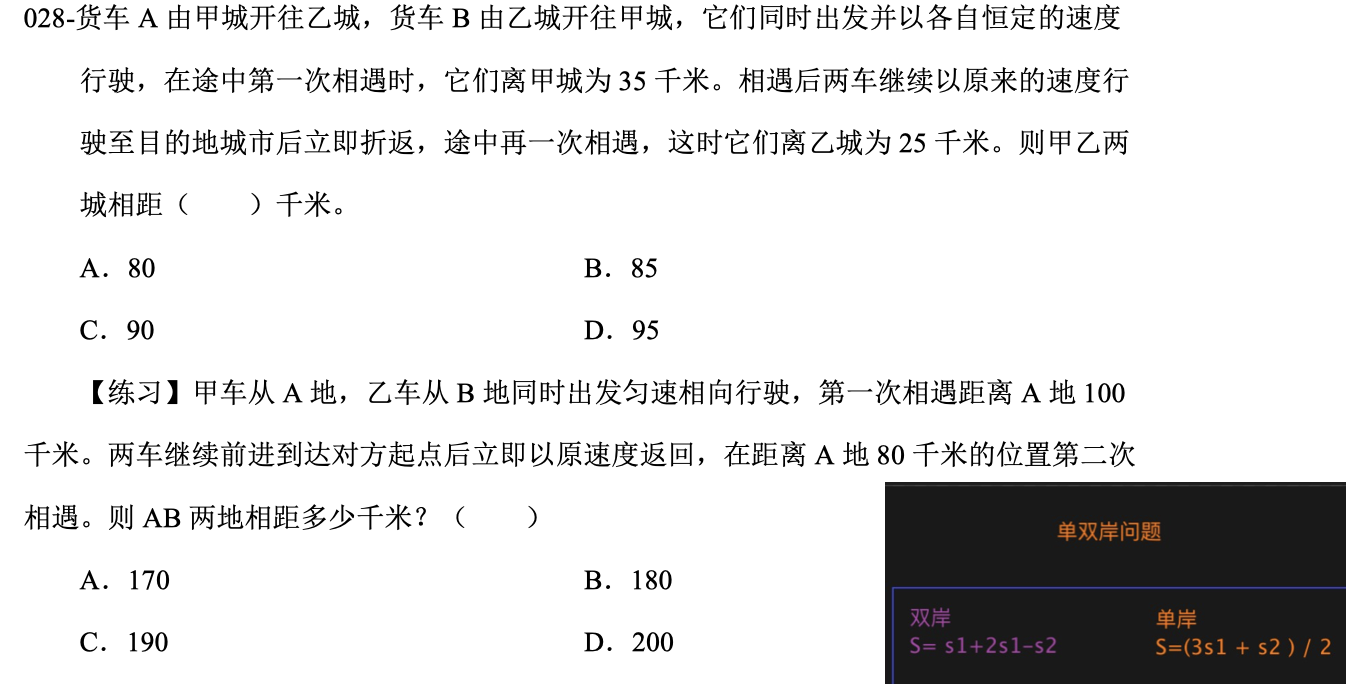 028-货车 A 由甲城开往乙城，货车 B 由乙城开往甲城，它们同时出发并以各自恒定的速度
行驶，在途中第一次相遇时，它们离甲城为 35 千米。相遇后两车继续以原来的速度行
驶至目的地城市后立即折返，途中再一次相遇，这时它们离乙城为 25 千米。则甲乙两
城相距（　　）千米。
A．80　　B．85
C．90　　D．95
【练习】甲车从 A 地，乙车从 B 地同时出发匀速相向行驶，第一次相遇距离 A 地 100
千米。两车继续前进到达对方起点后立即以原速度返回，在距离 A 地 80 千米的位置第二次
相遇。则 AB 两地相距多少千米？（　　）
A．170　　B．180
C．190　　D．200
单双岸问题
双岸　　单岸
S= s1+2s1-s2　　S=(3s1 + s2 ) / 2